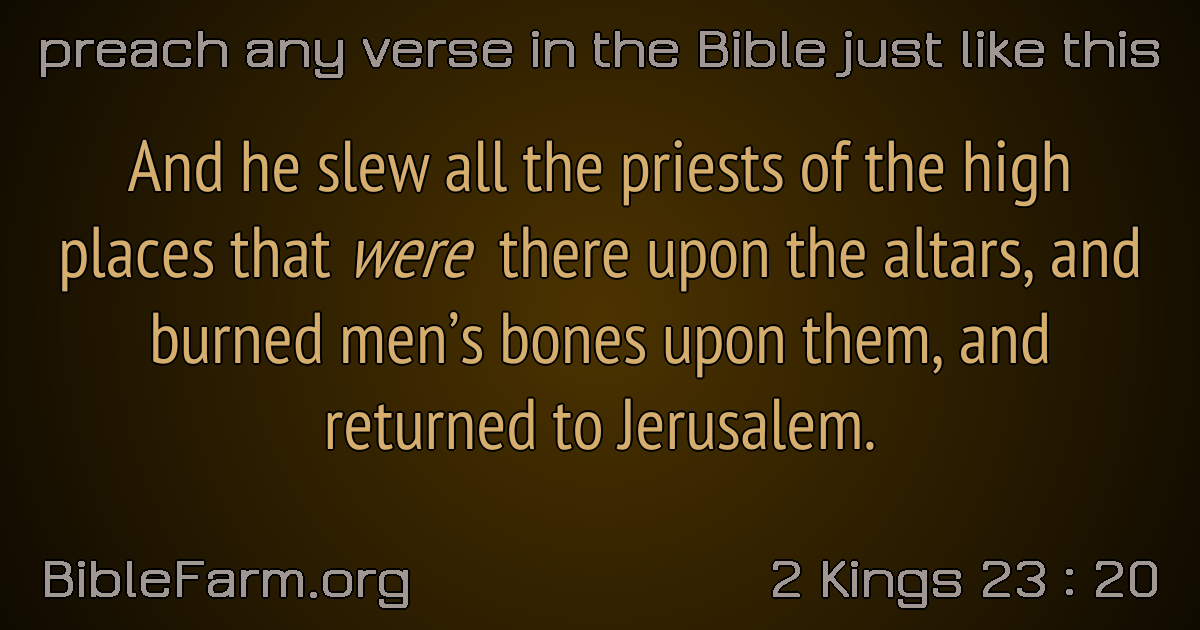 preach any verse in the Bible just like this
And he slew all the priests of the high
places that were there upon the altars, and
burned men’s bones upon them, and
returned to Jerusalem.
BibleFarm.org
2 Kings 23 : 20